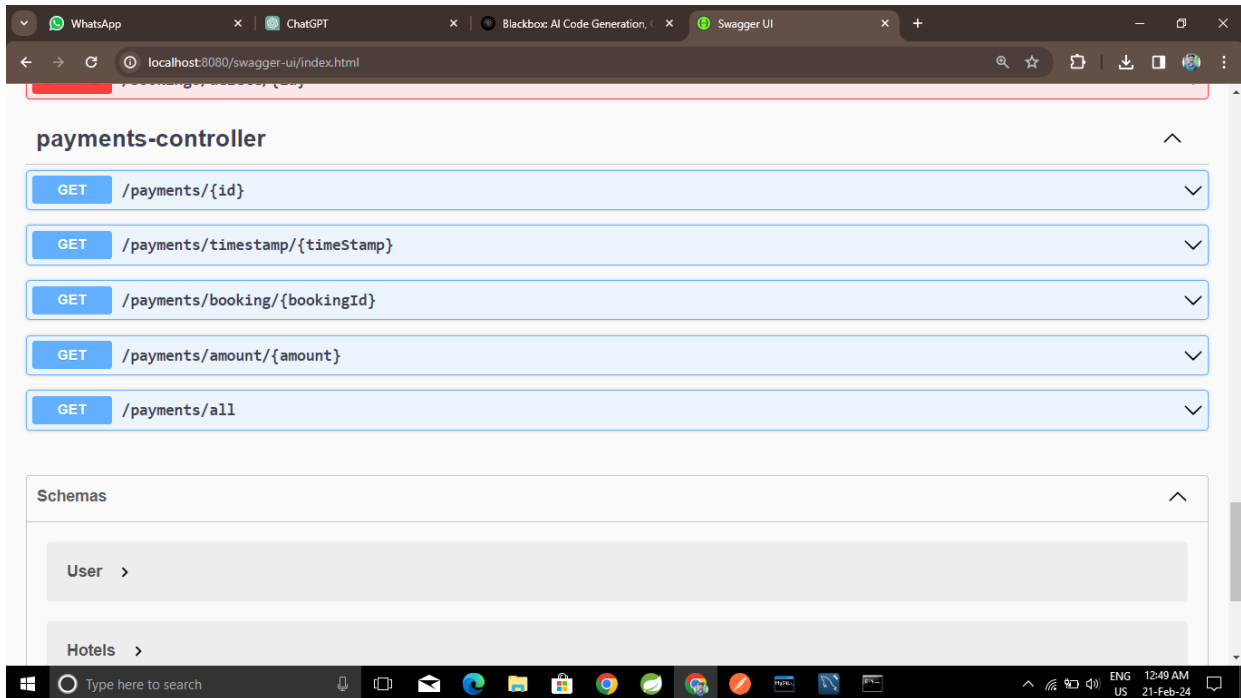 WhatsApp
ChatGPT
Blackbox: AI Code Generation,
Swagger UI
localhost:8080/swagger-ui/index.html
payments-controller
GET /payments/{id}
GET /payments/timestamp/{timeStamp}
GET /payments/booking/{bookingId}
GET /payments/amount/{amount}
GET /payments/all
Schemas
User
Hotels
Type here to search
ENG 12:49 AM
US 21-Feb-24